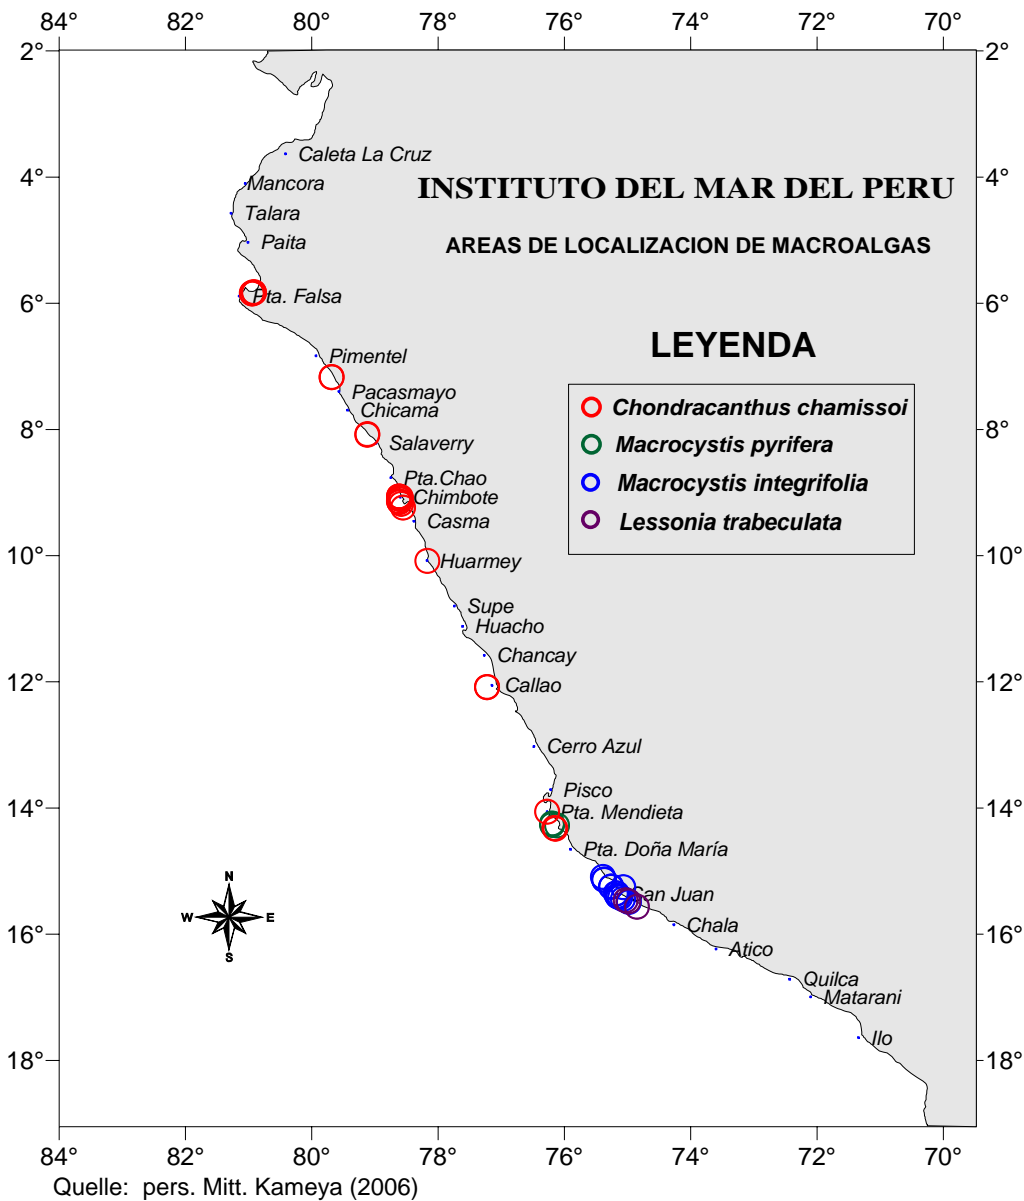 84° 82° 80° 78° 76° 74° 72° 70°
2° 2°
Caleta La Cruz
4° Mancora INSTITUTO DEL MAR DEL PERU 4°
Talara
Paita AREAS DE LOCALIZACION DE MACROALGAS
6° Pta. Falsa 6°
LEYENDA
Pimentel
Pacasmayo
Chicama Chondracanthus chamissoi
8° Salaverry Macrocystis pyrifera 8°
Pta.Chao Macrocystis integrifolia
Chimbote
Casma Lessonia trabeculata
10° Huarmey 10°
Supe
Huacho
Chancay
12° Callao 12°
Cerro Azul
Pisco
14° Pta. Mendieta 14°
Pta. Doña María
N San Juan
W E Chala
16° S Atico 16°
Quilca
Matarani
Ilo
18° 18°
84° 82° 80° 78° 76° 74° 72° 70°
Quelle: pers. Mitt. Kameya (2006)